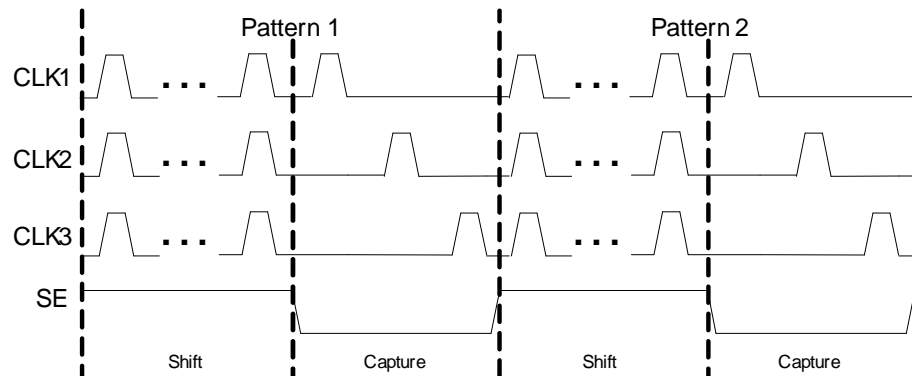 Pattern 1
Pattern 2
CLK1
CLK2
CLK3
SE
Shift
Capture
Shift
Capture